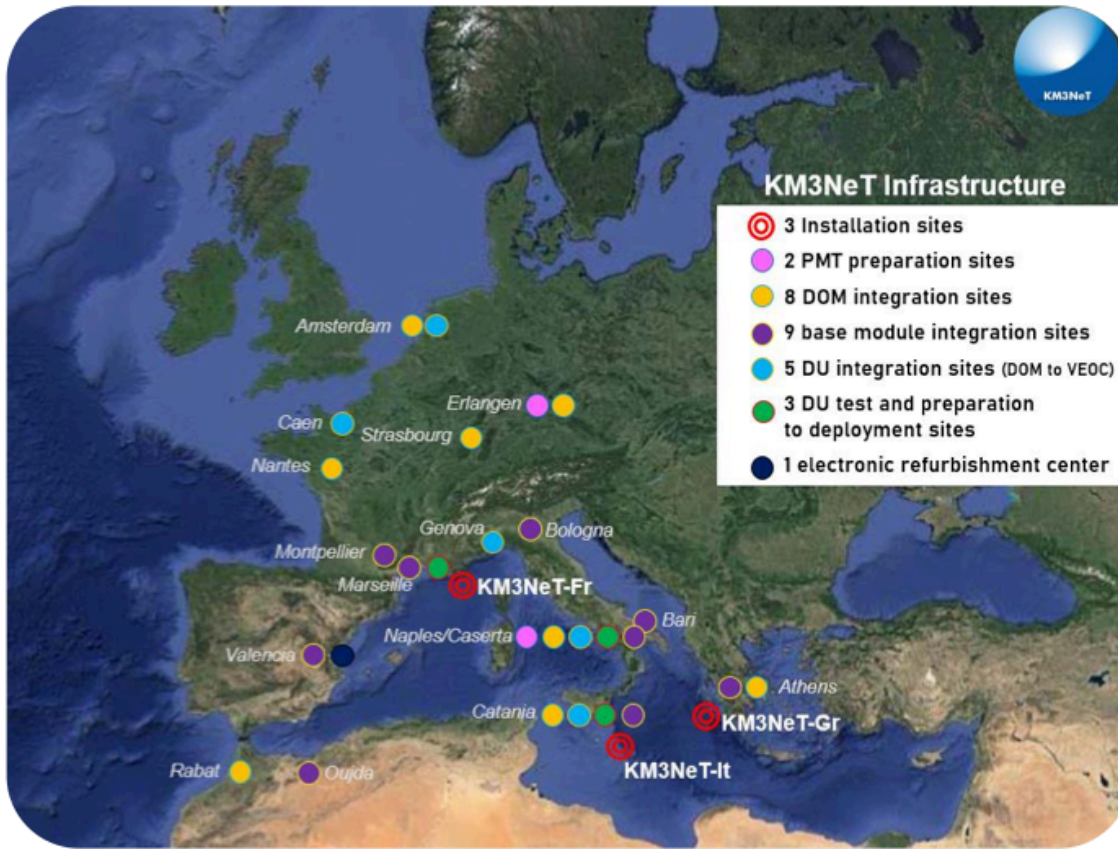 KM3NeT
KM3NeT Infrastructure
3 Installation sites
2 PMT preparation sites
8 DOM integration sites
9 base module integration sites
5 DU integration sites (DOM to VEOC)
3 DU test and preparation
to deployment sites
1 electronic refurbishment center
Amsterdam
Erlangen
Caen
Strasbourg
Nantes
Genova
Bologna
Montpellier
Marseille
KM3NeT-Fr
Bari
Naples/Caserta
Valencia
Athens
Catania
KM3NeT-Gr
KM3NeT-It
Rabat
Oujda